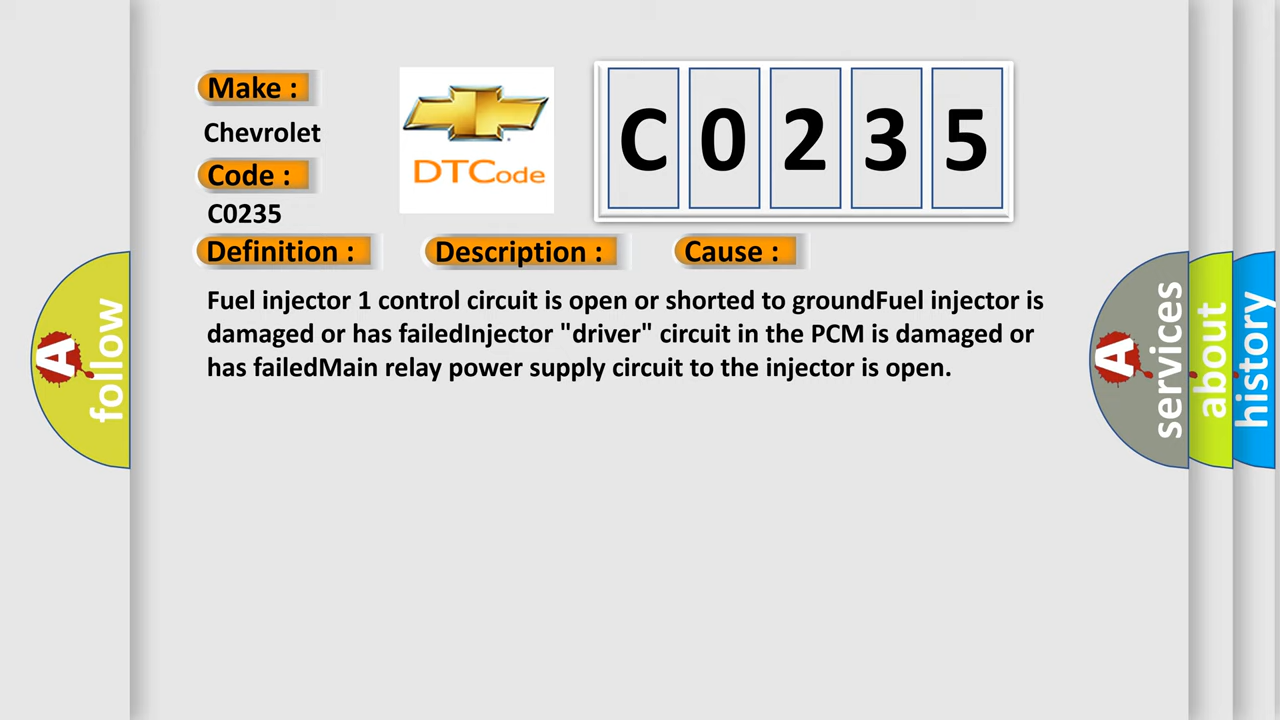 Make :
Chevrolet
Code :
C0235
DTCode
C0235
Definition :
Description :
Cause :
Fuel injector 1 control circuit is open or shorted to groundFuel injector is
damaged or has failedInjector "driver" circuit in the PCM is damaged or
has failedMain relay power supply circuit to the injector is open.
A follow
A services
about
history